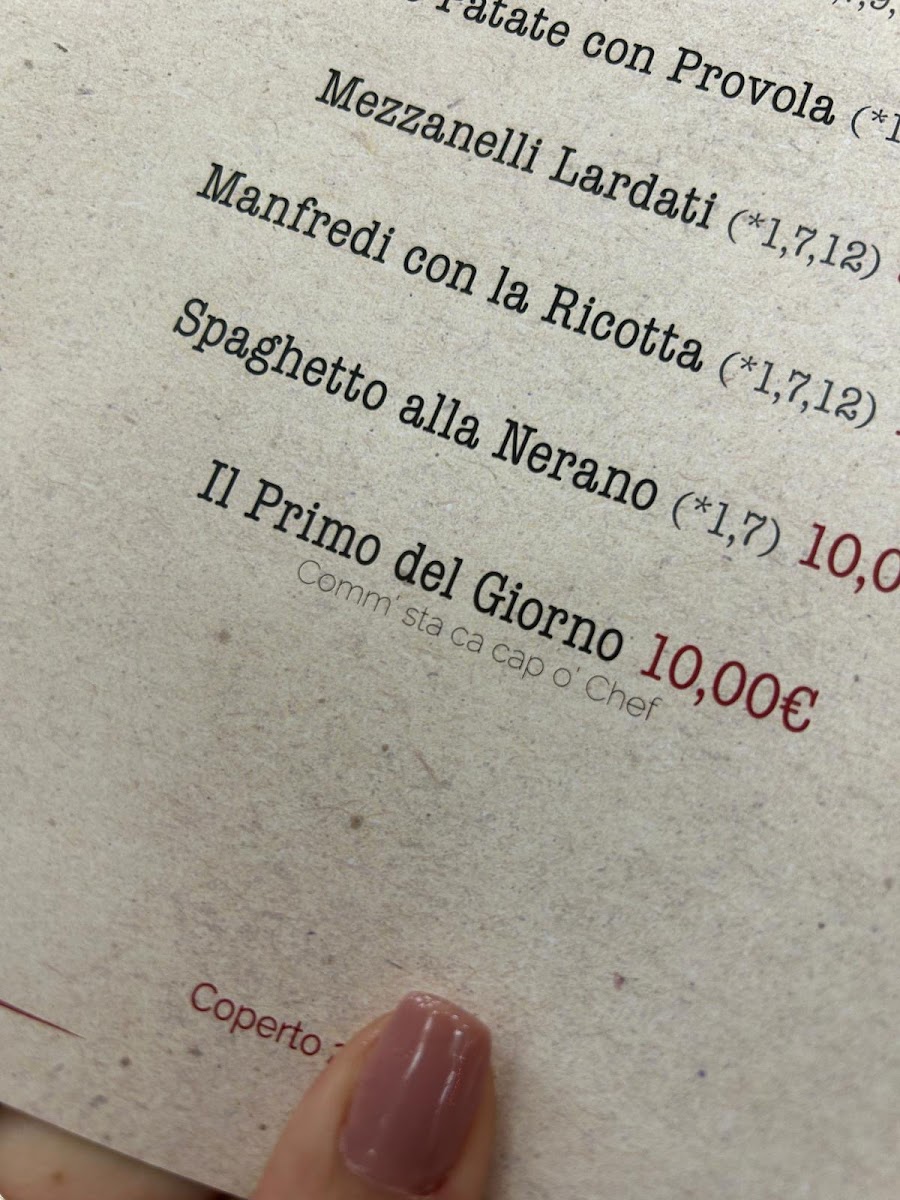 Patate con Provola (*1
Mezzanelli Lardati (*1,7,12)
Manfredi con la Ricotta (*1,7,12)
Spaghetto alla Nerano (*1,7) 10,0
Il Primo del Giorno 10,00€
Comm' sta ca cap o' Chef
Coperto